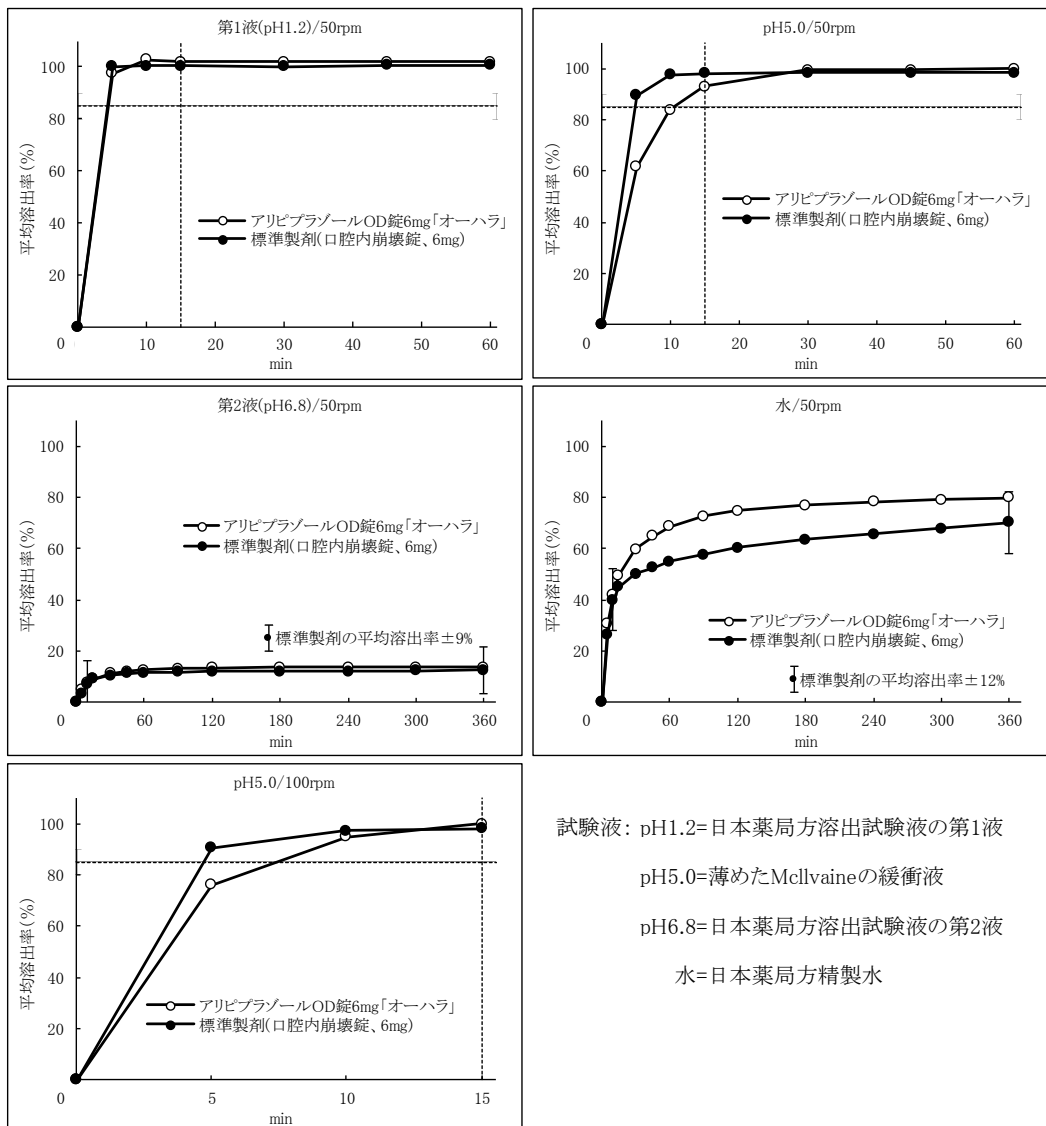 第1液(pH1.2)/50rpm
平均溶出率(%)
100
80
60
40
20
0
10
20
30
40
50
60
min
アリピプラゾールOD錠6mg「オーハラ」
標準製剤(口腔内崩壊錠、6mg)
pH5.0/50rpm
平均溶出率(%)
100
80
60
40
20
0
10
20
30
40
50
60
min
アリピプラゾールOD錠6mg「オーハラ」
標準製剤(口腔内崩壊錠、6mg)
第2液(pH6.8)/50rpm
平均溶出率(%)
100
80
60
40
20
0
60
120
180
240
300
360
min
アリピプラゾールOD錠6mg「オーハラ」
標準製剤(口腔内崩壊錠、6mg)
標準製剤の平均溶出率±9%
水/50rpm
平均溶出率(%)
100
80
60
40
20
0
60
120
180
240
300
360
min
アリピプラゾールOD錠6mg「オーハラ」
標準製剤(口腔内崩壊錠、6mg)
標準製剤の平均溶出率±12%
pH5.0/100rpm
平均溶出率(%)
100
80
60
40
20
0
5
10
15
min
アリピプラゾールOD錠6mg「オーハラ」
標準製剤(口腔内崩壊錠、6mg)
試験液: pH1.2=日本薬局方溶出試験液の第1液
pH5.0=薄めたMcIlvaineの緩衝液
pH6.8=日本薬局方溶出試験液の第2液
水=日本薬局方精製水